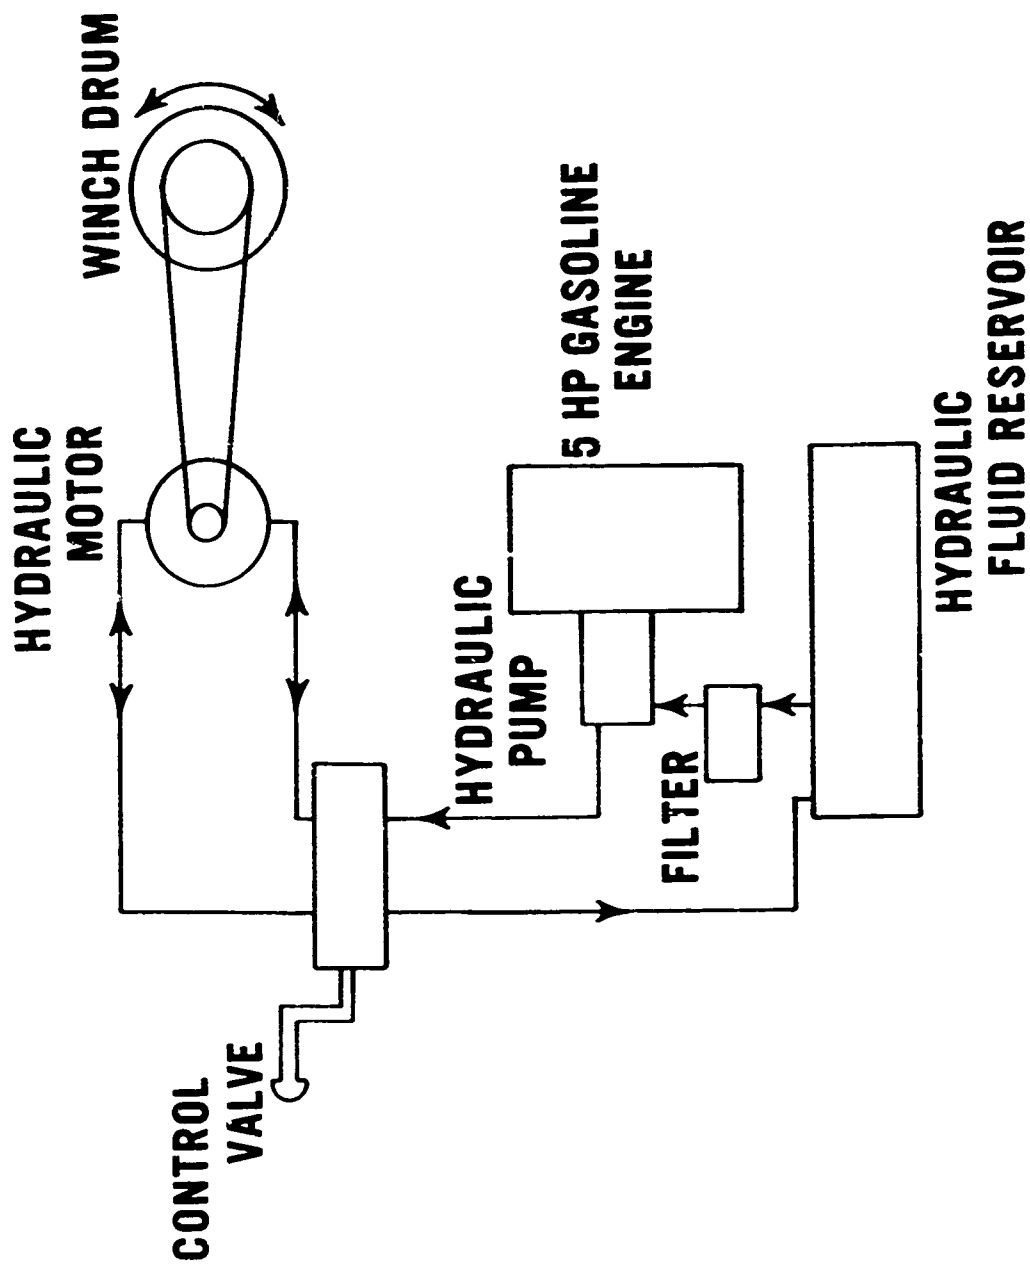 HYDRAULIC
MOTOR
WINCH DRUM
CONTROL
VALVE
HYDRAULIC
PUMP
5 HP GASOLINE
ENGINE
FILTER
HYDRAULIC
FLUID RESERVOIR